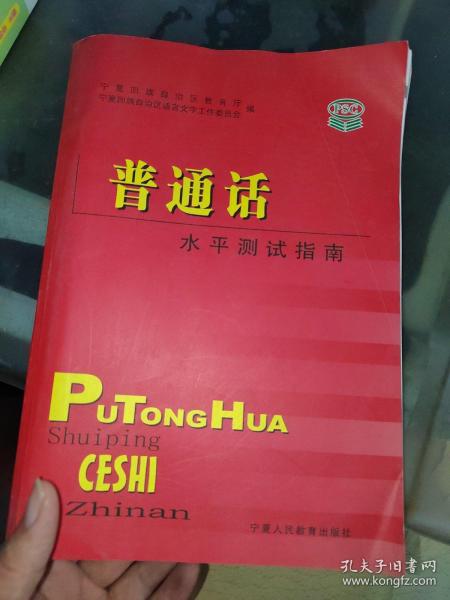 宁夏回族自治区教育厅
宁夏回族自治区语言文字工作委员会 编
PSC
普通话
水平测试指南
PUTONGHUA
Shuiping
CESHI
Zhinan
宁夏人民教育出版社
孔夫子旧书网
www.kongfz.com